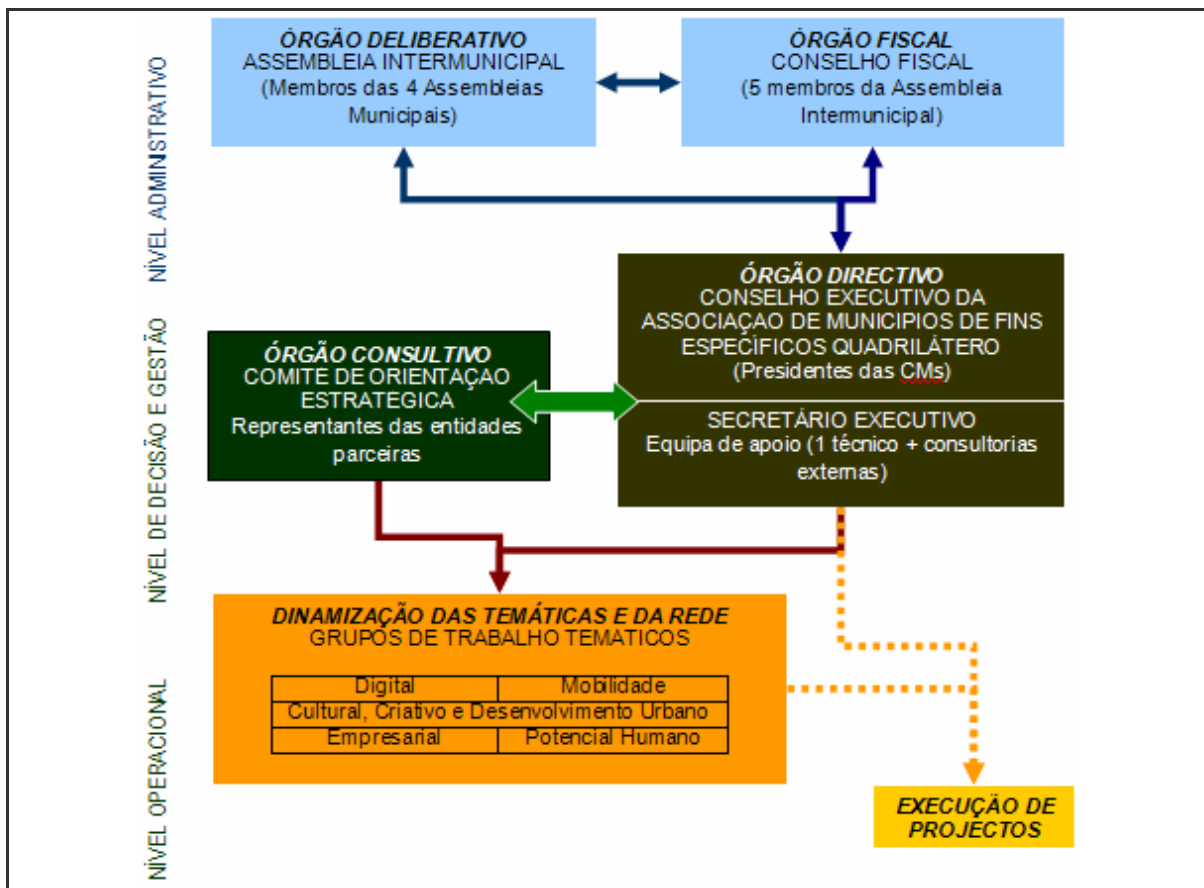 NÍVEL ADMINISTRATIVO
ÓRGÃO DELIBERATIVO
ASSEMBLEIA INTERMUNICIPAL
(Membros das 4 Assembleias
Municipais)
ÓRGÃO FISCAL
CONSELHO FISCAL
(5 membros da Assembleia
Intermunicipal)
NÍVEL DE DECISÃO E GESTÃO
ÓRGÃO DIRECTIVO
CONSELHO EXECUTIVO DA
ASSOCIAÇAO DE MUNICIPIOS DE FINS
ESPECÍFICOS QUADRILÁTERO
(Presidentes das CMs)
SECRETÁRIO EXECUTIVO
Equipa de apoio (1 técnico + consultorias
externas)
ÓRGÃO CONSULTIVO
COMITÉ DE ORIENTAÇAO
ESTRATEGICA
Representantes das entidades
parceiras
NÍVEL OPERACIONAL
DINAMIZAÇÃO DAS TEMÁTICAS E DA REDE
GRUPOS DE TRABALHO TEMATICOS
Digital
Mobilidade
Cultural, Criativo e Desenvolvimento Urbano
Empresarial
Potencial Humano
EXECUÇÃO DE
PROJECTOS